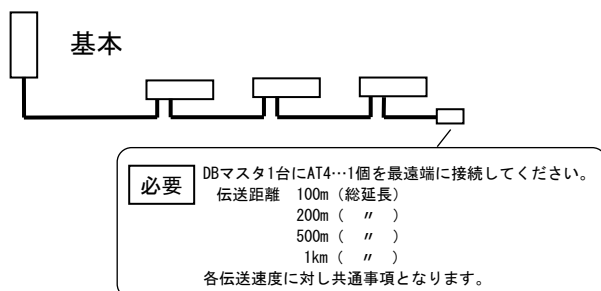 基本
必要
DBマスタ1台にAT4…1個を最遠端に接続してください。
伝送距離 100m（総延長）
200m（ 〃 ）
500m（ 〃 ）
1km（ 〃 ）
各伝送速度に対し共通事項となります。